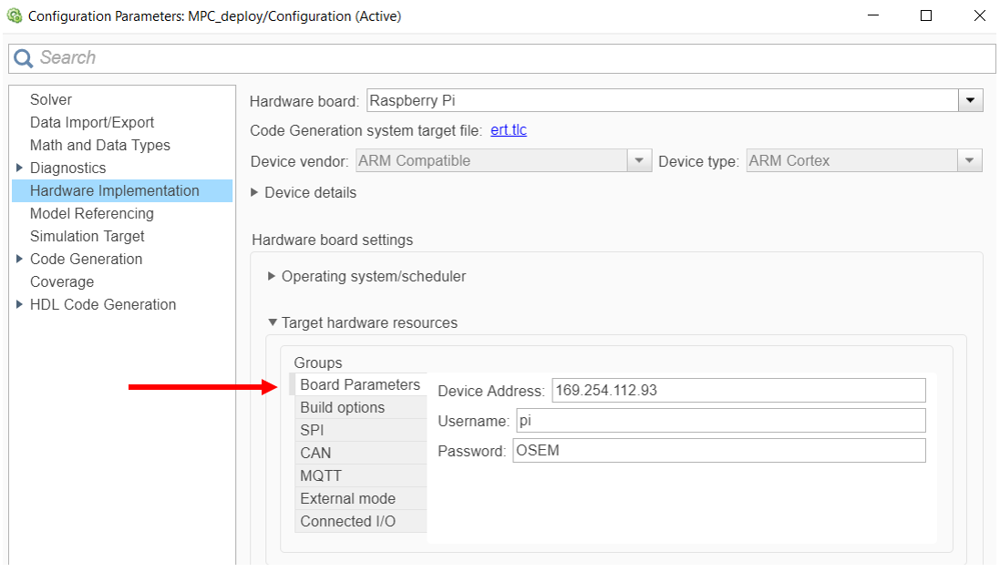 Configuration Parameters: MPC_deploy/Configuration (Active)
Search
Solver
Data Import/Export
Math and Data Types
Diagnostics
Hardware Implementation
Model Referencing
Simulation Target
Code Generation
Coverage
HDL Code Generation
Hardware board: Raspberry Pi
Code Generation system target file: ert.tlc
Device vendor: ARM Compatible Device type: ARM Cortex
Device details
Hardware board settings
Operating system/scheduler
Target hardware resources
Groups
Board Parameters
Build options
SPI
CAN
MQTT
External mode
Connected I/O
Device Address: 169.254.112.93
Username: pi
Password: OSEM